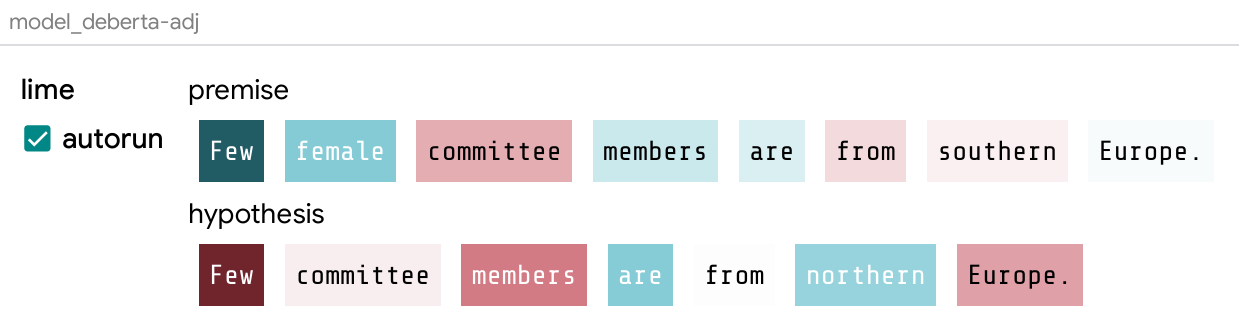 model_deberta-adj
lime
premise
autorun
Few female committee members are from southern Europe.
hypothesis
Few committee members are from northern Europe.